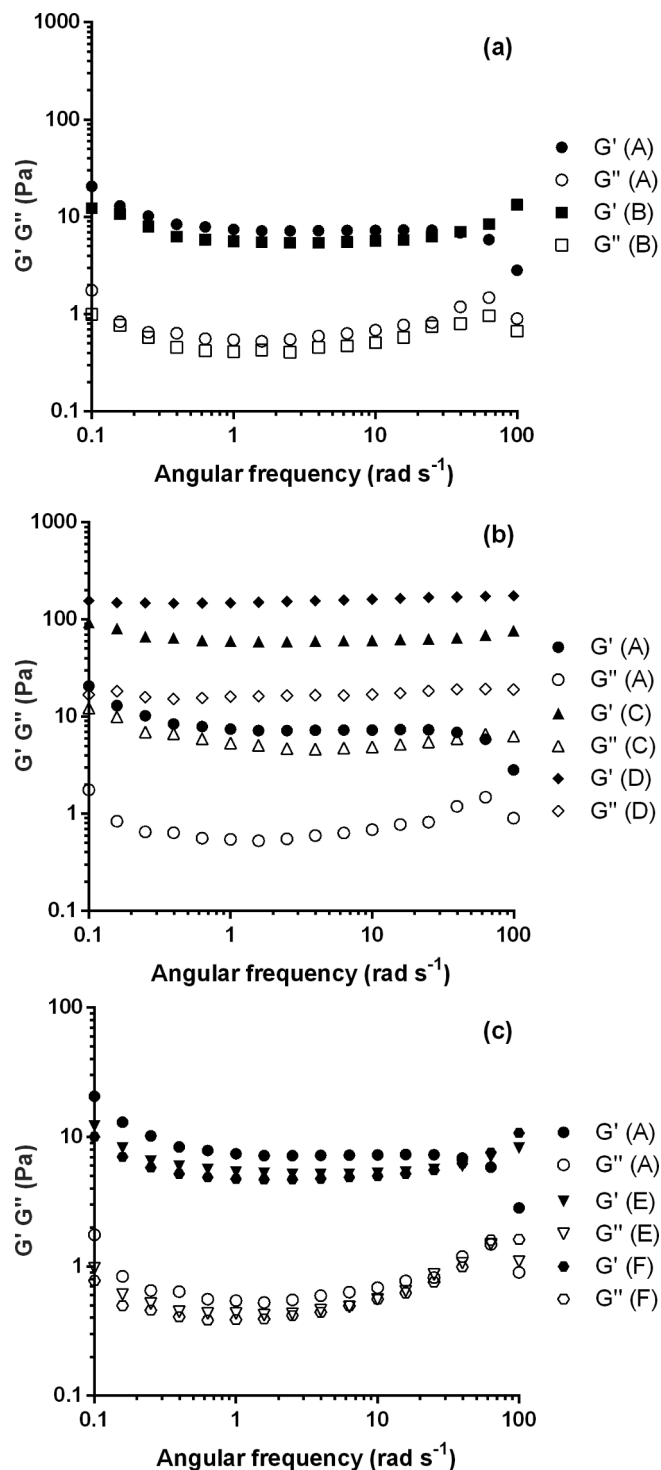 (a)
1000
100
10
1
0.1
G' G" (Pa)
0.1 1 10 100
Angular frequency (rad s⁻¹)
G' (A)
G" (A)
G' (B)
G" (B)
(b)
1000
100
10
1
0.1
G' G" (Pa)
0.1 1 10 100
Angular frequency (rad s⁻¹)
G' (A)
G" (A)
G' (C)
G" (C)
G' (D)
G" (D)
(c)
100
10
1
0.1
G' G" (Pa)
0.1 1 10 100
Angular frequency (rad s⁻¹)
G' (A)
G" (A)
G' (E)
G" (E)
G' (F)
G" (F)